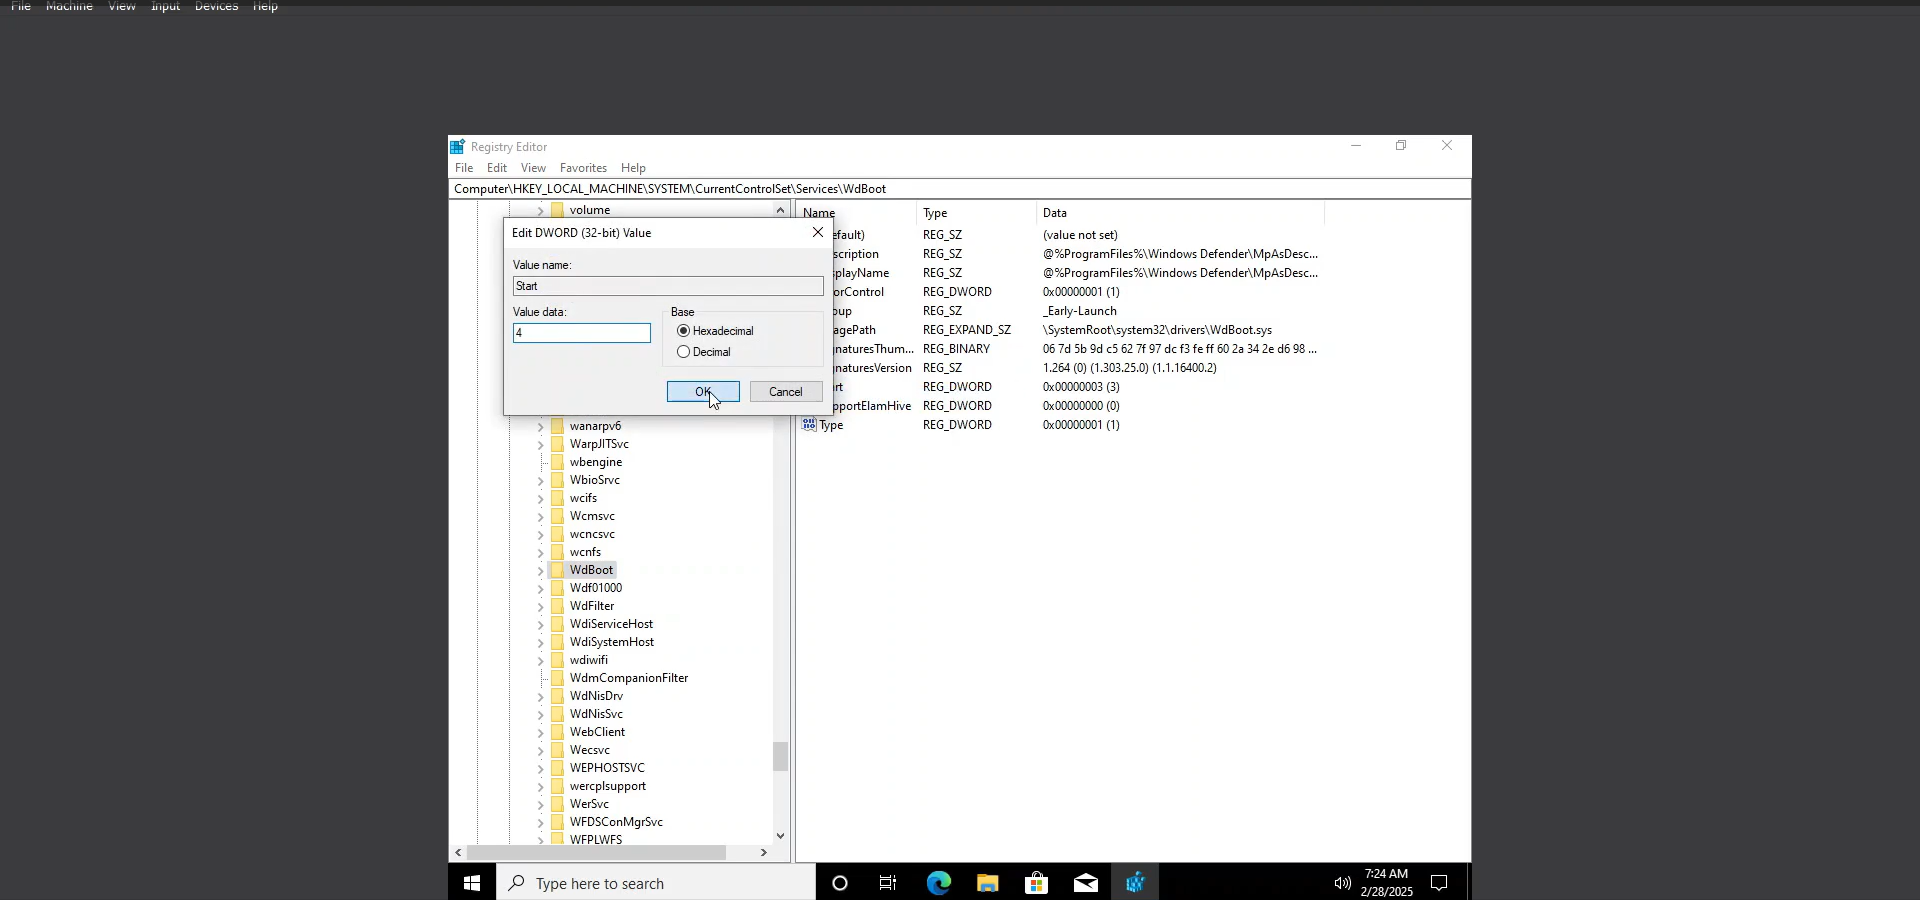 File Machine View Input Devices Help
Registry Editor
File Edit View Favorites Help
Computer\HKEY_LOCAL_MACHINE\SYSTEM\CurrentControlSet\Services\WdBoot
volume
Name Type Data
Edit DWORD (32-bit) Value
Value name:
Start
Value data:
4
Base
Hexadecimal
Decimal
OK Cancel
efault) REG_SZ (value not set)
scription REG_SZ @%ProgramFiles%\Windows Defender\MpAsDesc...
splayName REG_SZ @%ProgramFiles%\Windows Defender\MpAsDesc...
orControl REG_DWORD 0x00000001 (1)
oup REG_SZ _Early-Launch
agePath REG_EXPAND_SZ \SystemRoot\system32\drivers\WdBoot.sys
gnaturesThum... REG_BINARY 06 7d 5b 9d c5 62 7f 97 dc f3 fe ff 60 2a 34 2e d6 98 ...
gnaturesVersion REG_SZ 1.264 (0) (1.303.25.0) (1.1.16400.2)
rt REG_DWORD 0x00000003 (3)
pportElamHive REG_DWORD 0x00000000 (0)
Type REG_DWORD 0x00000001 (1)
wanarpv6
WarpJITSvc
wbengine
WbioSrvc
wcifs
Wcmsvc
wcncsvc
wcnfs
WdBoot
Wdf01000
WdFilter
WdiServiceHost
WdiSystemHost
wdiwifi
WdmCompanionFilter
WdNisDrv
WdNisSvc
WebClient
Wecsvc
WEPHOSTSVC
wercplsupport
WerSvc
WFDSConMgrSvc
WFPLWFS
Type here to search
7:24 AM
2/28/2025